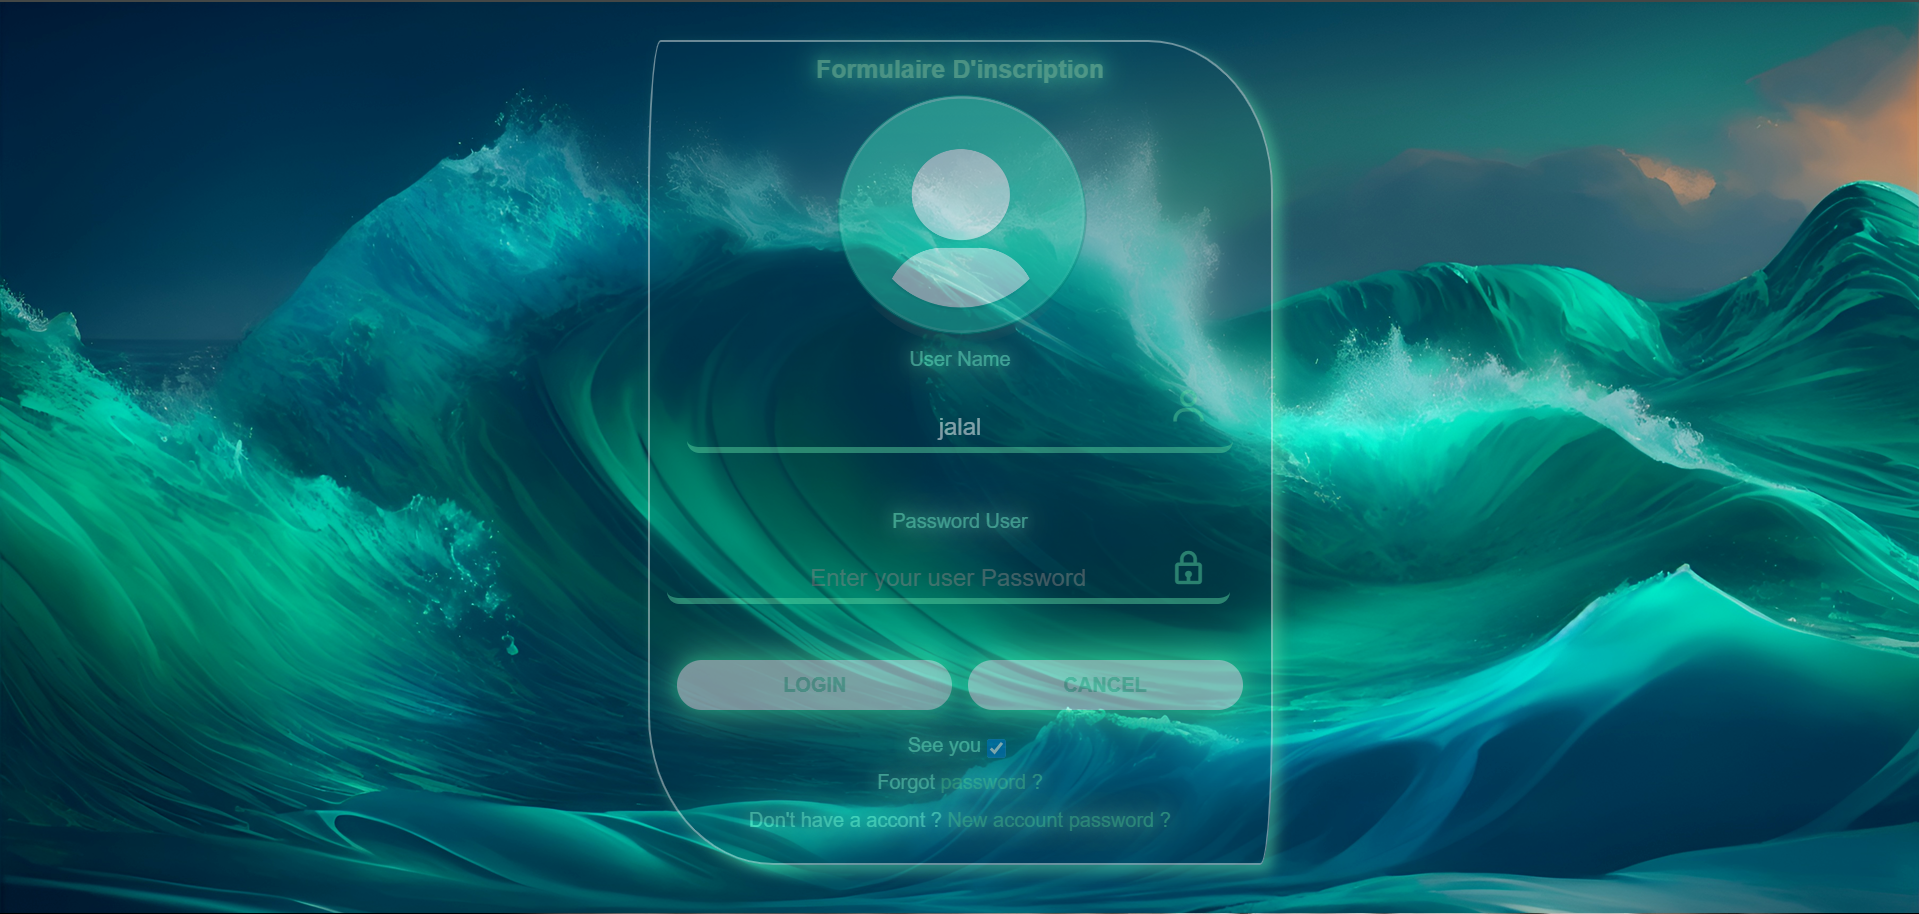 Formulaire D'inscription
User Name
jalal
Password User
Enter your user Password
LOGIN CANCEL
See you
Forgot password ?
Don't have a accont ? New account password ?